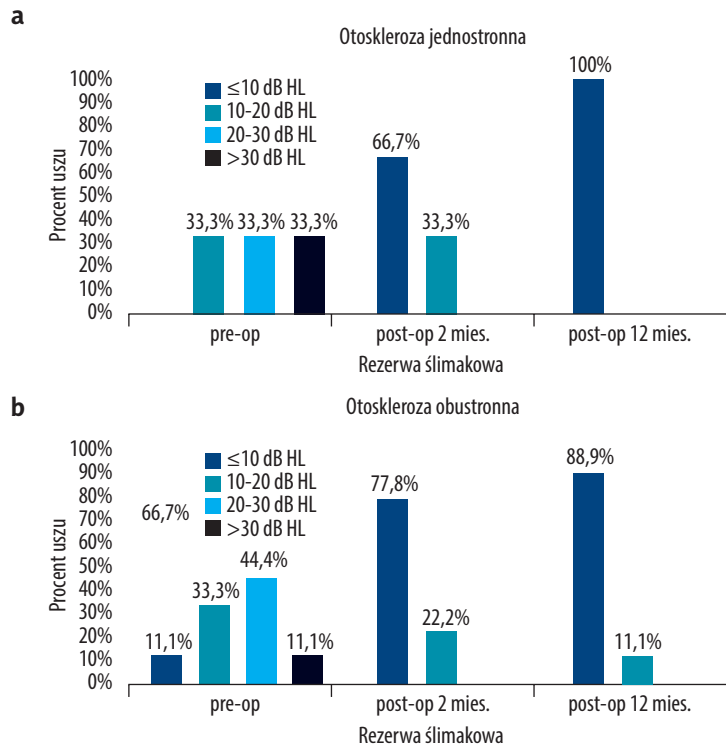 a
Otoskleroza jednostronna
≤10 dB HL
10-20 dB HL
20-30 dB HL
>30 dB HL
Procent uszu
100%
90%
80%
70%
60%
50%
40%
30%
20%
10%
0%
33,3% 33,3% 33,3%
66,7%
33,3%
100%
pre-op post-op 2 mies. post-op 12 mies.
Rezerwa ślimakowa
b
Otoskleroza obustronna
≤10 dB HL
10-20 dB HL
20-30 dB HL
>30 dB HL
Procent uszu
100%
90%
80%
70%
60%
50%
40%
30%
20%
10%
0%
66,7%
11,1%
33,3%
44,4%
11,1%
77,8%
22,2%
88,9%
11,1%
pre-op post-op 2 mies. post-op 12 mies.
Rezerwa ślimakowa